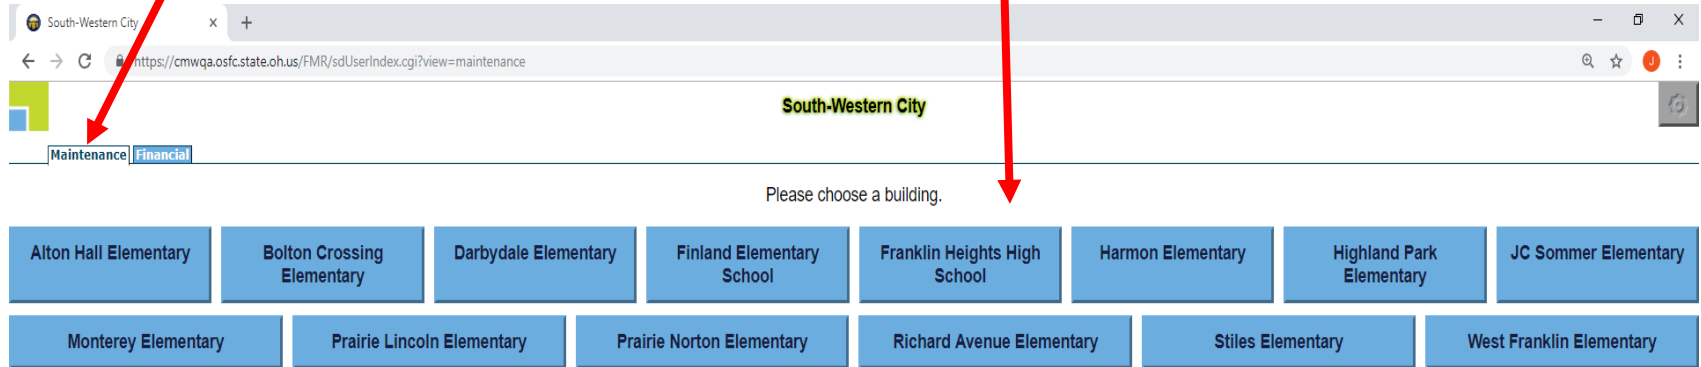 South-Western City
https://cmwqa.osfc.state.oh.us/FMR/sdUserIndex.cgi?view=maintenance
J
South-Western City
Maintenance Financial
Please choose a building.
Alton Hall Elementary
Bolton Crossing
Elementary
Darbydale Elementary
Finland Elementary
School
Franklin Heights High
School
Harmon Elementary
Highland Park
Elementary
JC Sommer Elementary
Monterey Elementary
Prairie Lincoln Elementary
Prairie Norton Elementary
Richard Avenue Elementary
Stiles Elementary
West Franklin Elementary